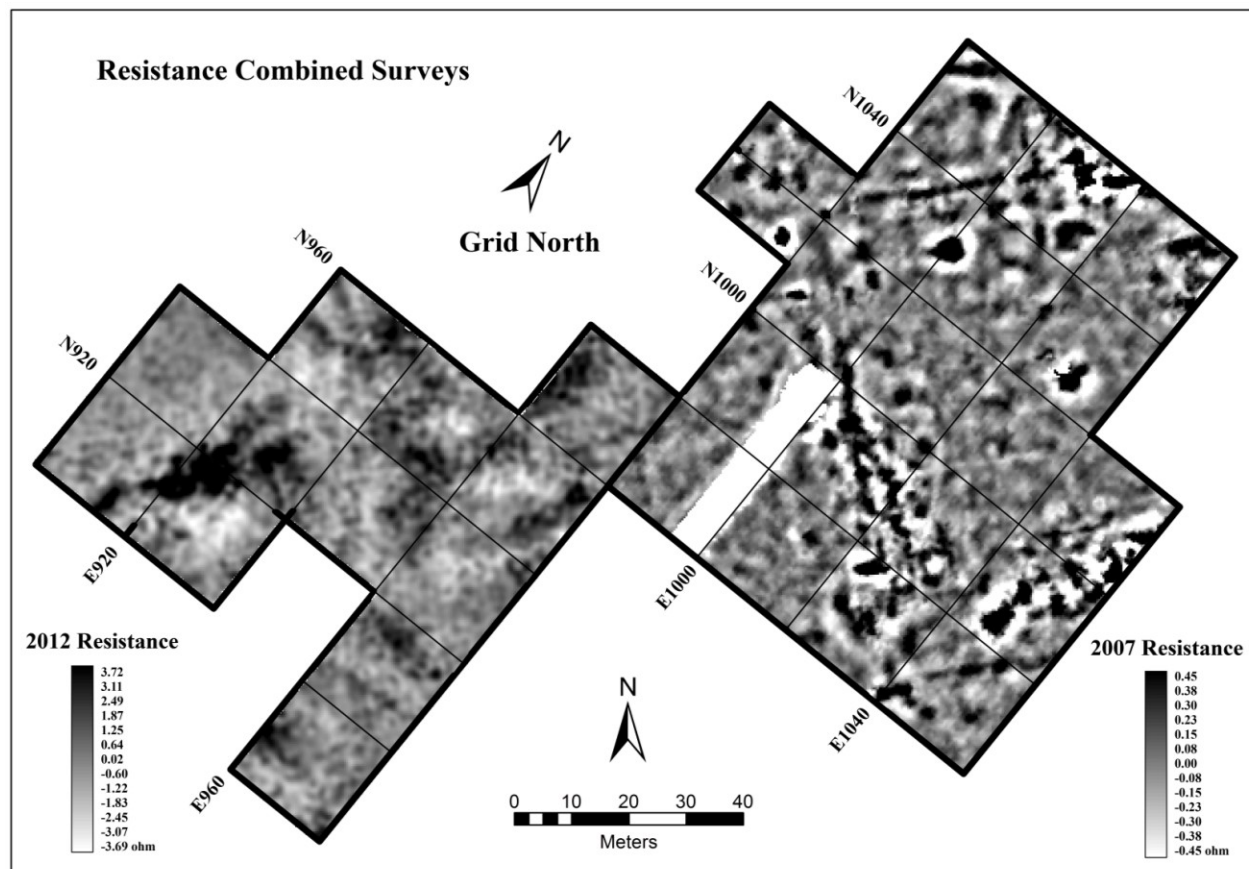 Resistance Combined Surveys
N
Grid North
N1040
N1000
N960
N920
E920
E960
E1000
E1040
2012 Resistance
3.72
3.11
2.49
1.87
1.25
0.64
0.02
-0.60
-1.22
-1.83
-2.45
-3.07
-3.69 ohm
N
0 10 20 30 40
Meters
2007 Resistance
0.45
0.38
0.30
0.15
0.08
0.00
-0.08
-0.15
-0.23
-0.30
-0.38
-0.45 ohm